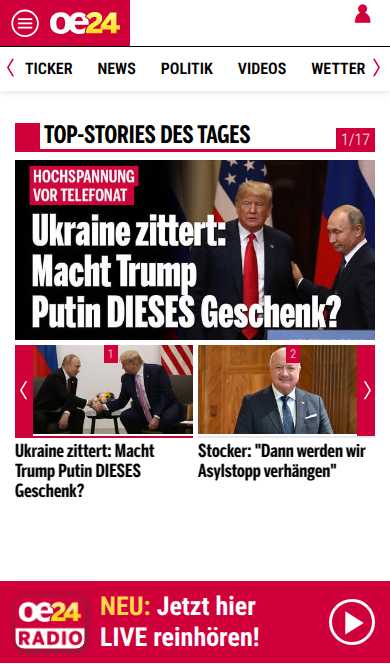 oe24
TICKER NEWS POLITIK VIDEOS WETTER
TOP-STORIES DES TAGES
1/17
HOCHSPANNUNG
VOR TELEFONAT
Ukraine zittert:
Macht Trump
Putin DIESES Geschenk?
1
2
Ukraine zittert: Macht
Trump Putin DIESES
Geschenk?
Stocker: "Dann werden wir
Asylstopp verhängen"
oe24
RADIO
NEU: Jetzt hier
LIVE reinhören!